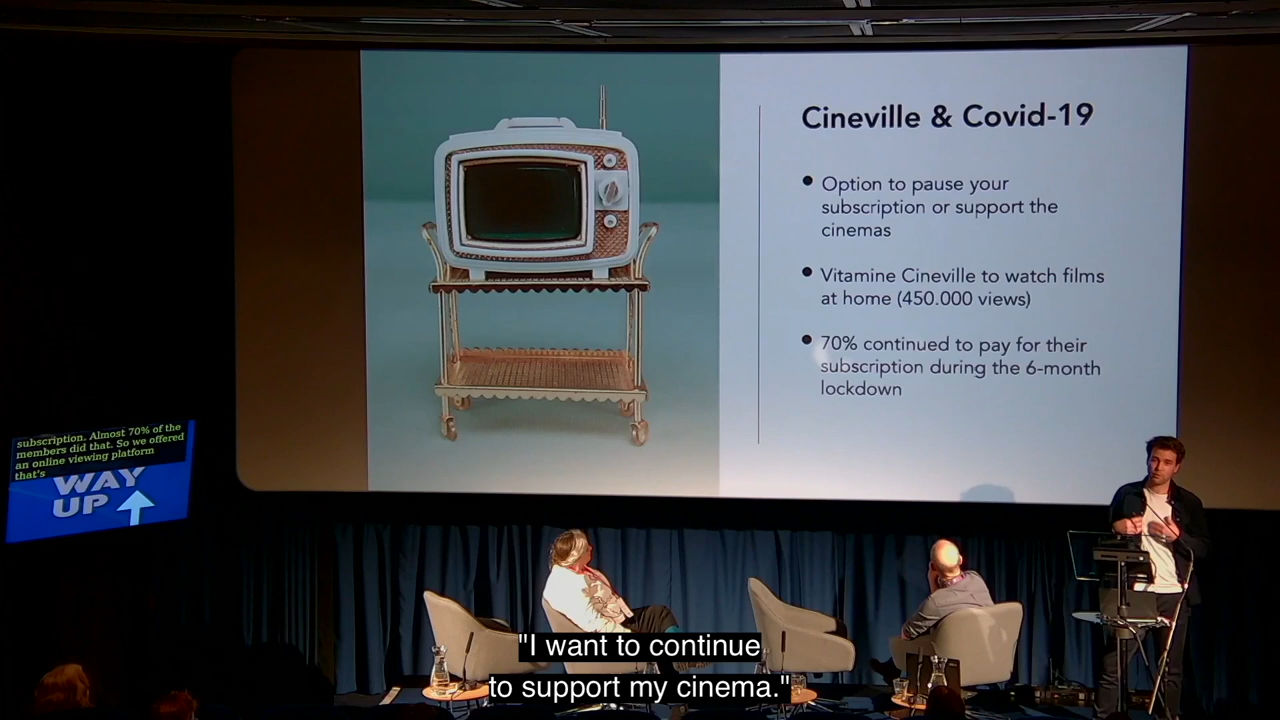 Cineville & Covid-19
• Option to pause your
subscription or support the
cinemas
• Vitamine Cineville to watch films
at home (450.000 views)
• 70% continued to pay for their
subscription during the 6-month
lockdown
subscription. Almost 70% of the
members did that. So we offered
an online viewing platform
that's
WAY
UP
"I want to continue
to support my cinema."